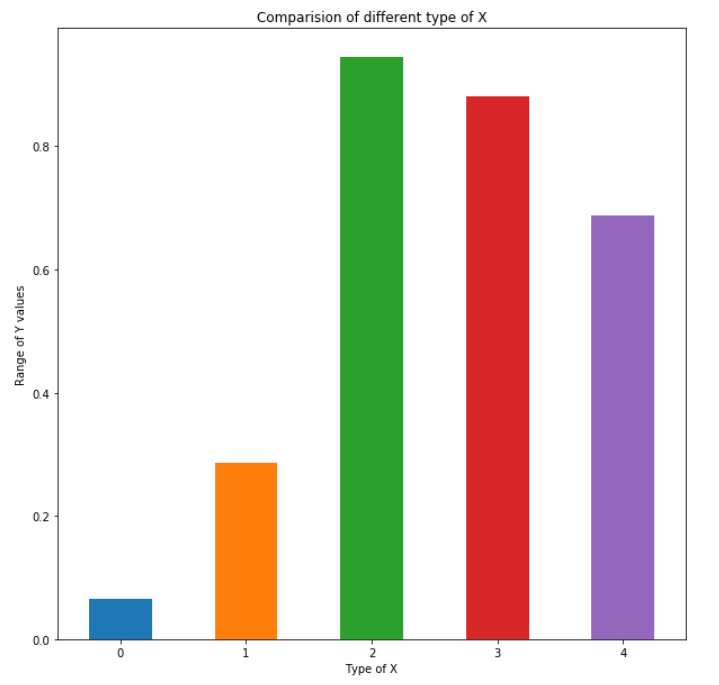 Comparision of different type of X
Range of Y values
0.8
0.6
0.4
0.2
0.0
0 1 2 3 4
Type of X